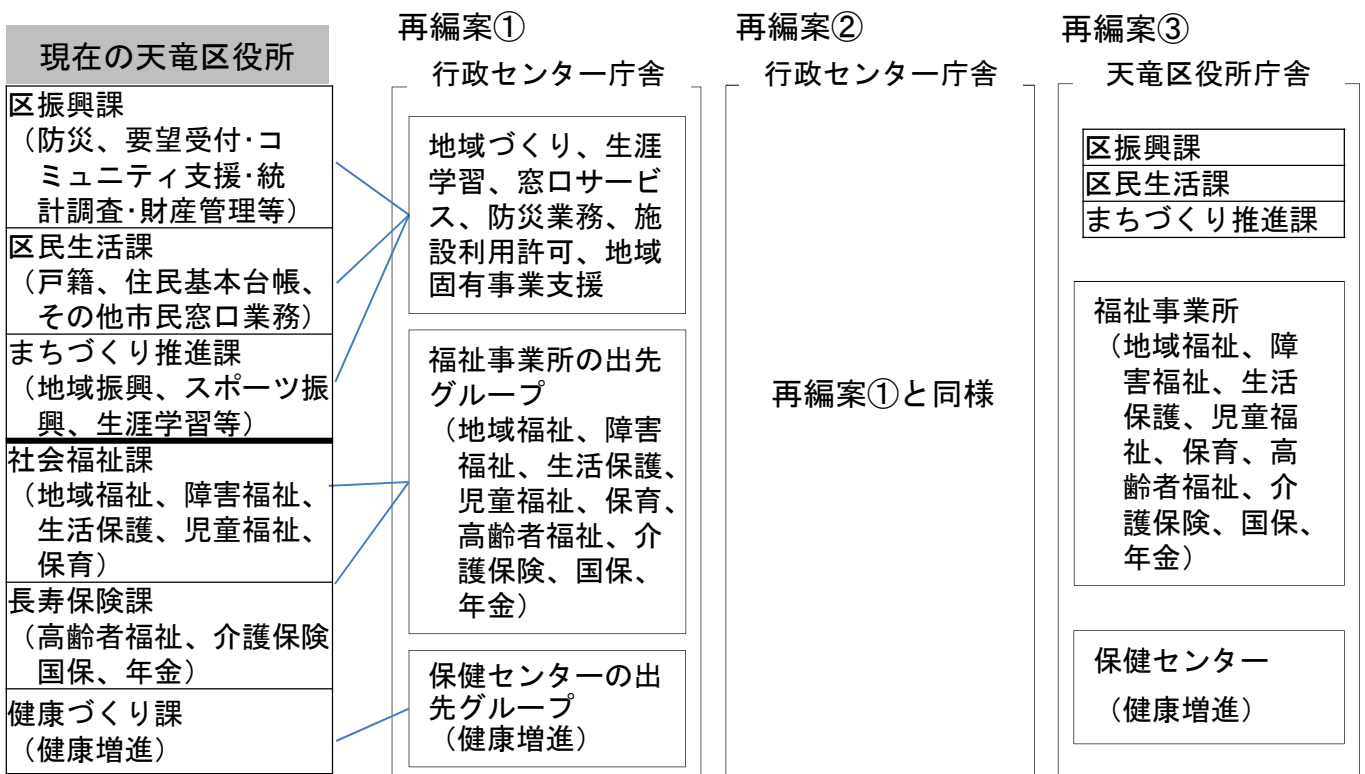 現在の天竜区役所
区振興課
（防災、要望受付・コ
ミュニティ支援・統
計調査・財産管理等）
区民生活課
（戸籍、住民基本台帳、
その他市民窓口業務）
まちづくり推進課
（地域振興、スポーツ振
興、生涯学習等）
社会福祉課
（地域福祉、障害福祉、
生活保護、児童福祉、
保育）
長寿保険課
（高齢者福祉、介護保険
国保、年金）
健康づくり課
（健康増進）
再編案①
行政センター庁舎
地域づくり、生涯
学習、窓口サービ
ス、防災業務、施
設利用許可、地域
固有事業支援
福祉事業所の出先
グループ
（地域福祉、障害
福祉、生活保護、
児童福祉、保育、
高齢者福祉、介
護保険、国保、
年金）
保健センターの出
先グループ
（健康増進）
再編案②
行政センター庁舎
再編案①と同様
再編案③
天竜区役所庁舎
区振興課
区民生活課
まちづくり推進課
福祉事業所
（地域福祉、障
害福祉、生活
保護、児童福
祉、保育、高
齢者福祉、介
護保険、国保、
年金）
保健センター
（健康増進）